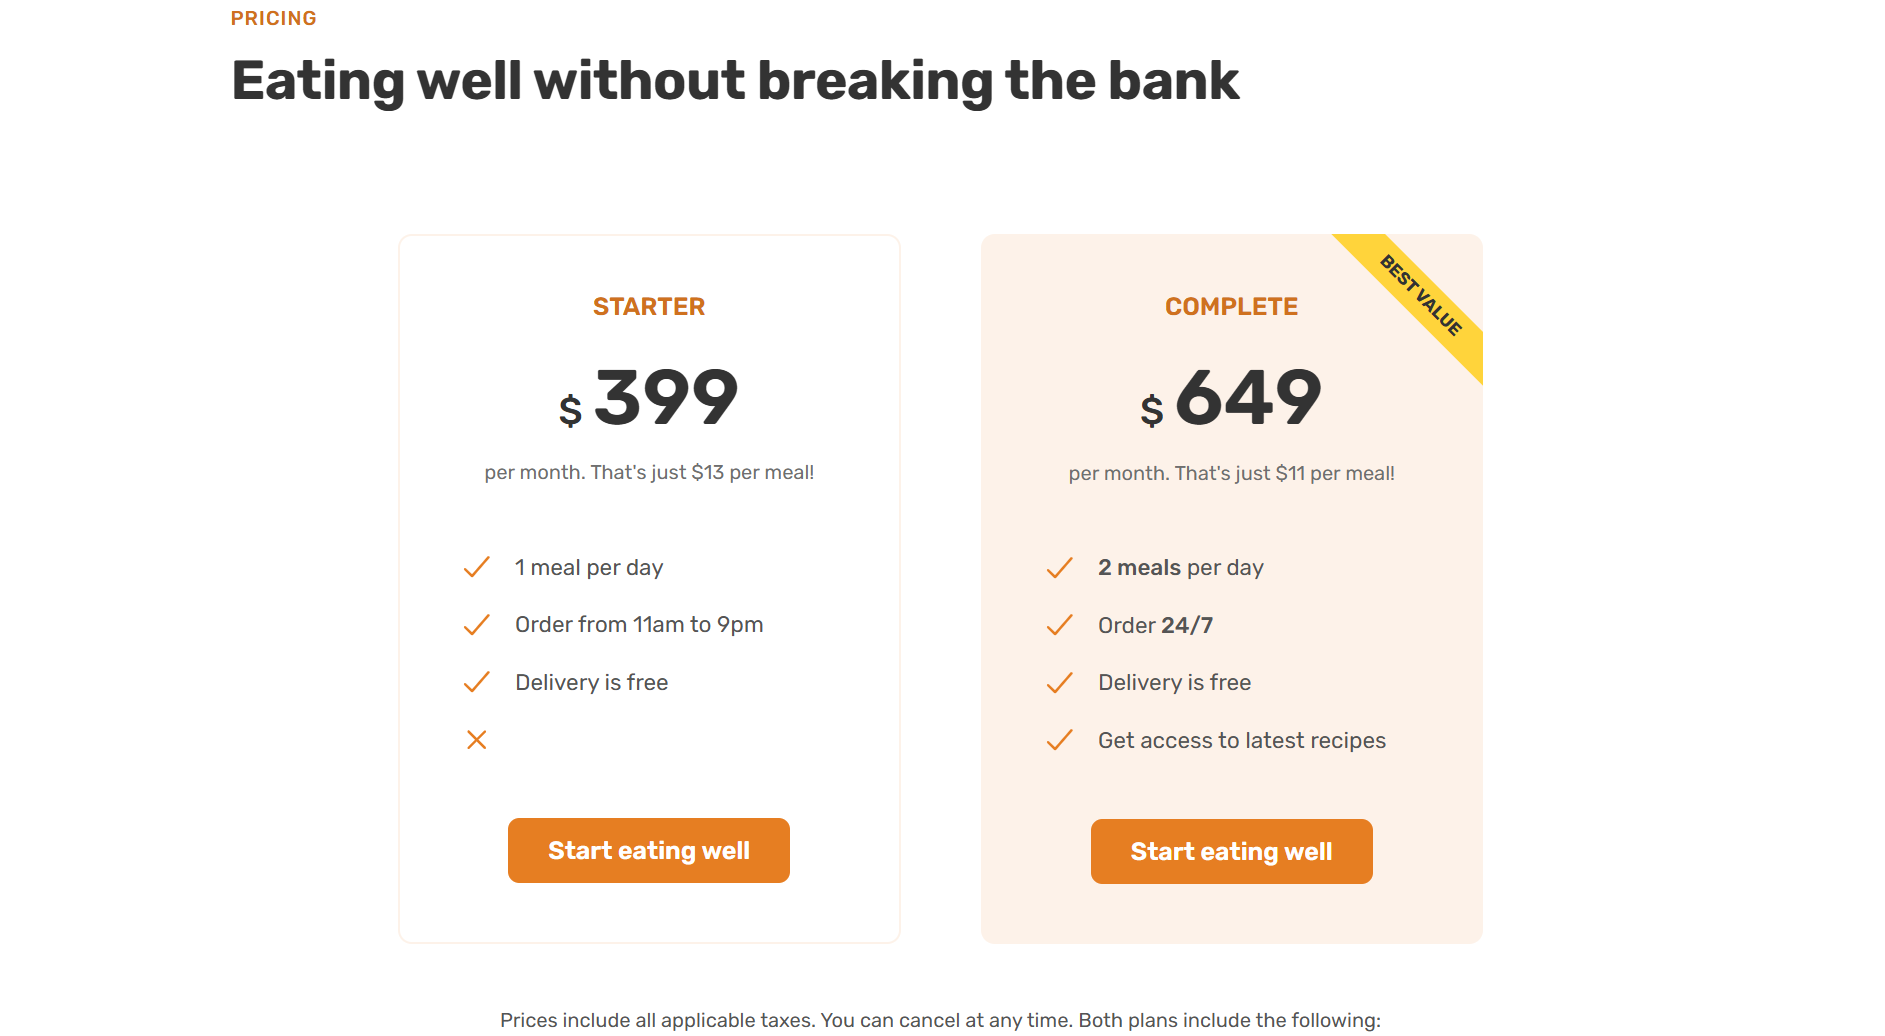 PRICING
Eating well without breaking the bank
STARTER
$ 399
per month. That's just $13 per meal!
1 meal per day
Order from 11am to 9pm
Delivery is free
Start eating well
BEST VALUE
COMPLETE
$ 649
per month. That's just $11 per meal!
2 meals per day
Order 24/7
Delivery is free
Get access to latest recipes
Start eating well
Prices include all applicable taxes. You can cancel at any time. Both plans include the following: